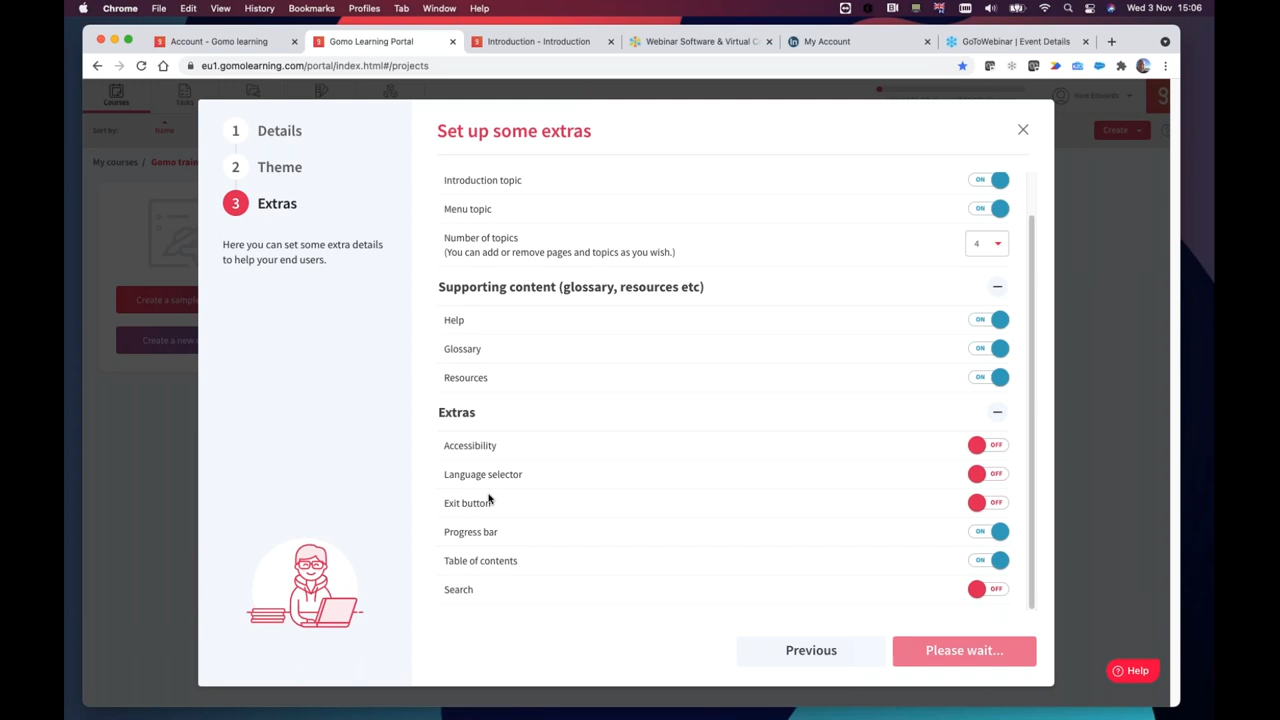 Chrome File Edit View History Bookmarks Profiles Tab Window Help Wed 3 Nov 15:06
Account - Gomo learning Gomo Learning Portal Introduction - Introduction Webinar Software & Virtual C My Account GoToWebinar | Event Details
eu1.gomolearning.com/portal/index.html#/projects
Courses Tasks
Sort by: Name Create
My courses / Gomo train
Create a sampl
Create a new
1 Details
2 Theme
3 Extras
Here you can set some extra details
to help your end users.
Set up some extras
Introduction topic ON
Menu topic ON
Number of topics
(You can add or remove pages and topics as you wish.) 4
Supporting content (glossary, resources etc)
Help ON
Glossary ON
Resources ON
Extras
Accessibility OFF
Language selector OFF
Exit button OFF
Progress bar ON
Table of contents ON
Search OFF
Previous Please wait...
Help